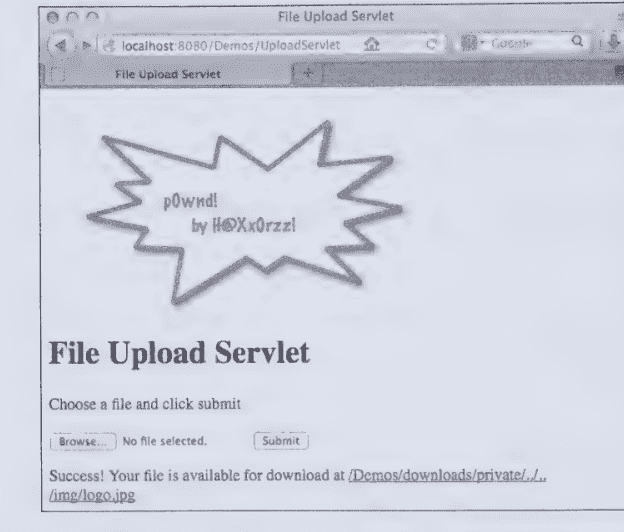 File Upload Servlet
localhost:8080/Demos/UploadServlet
Google
File Upload Servlet
p0wnd!
by H@Xx0rzz!
File Upload Servlet
Choose a file and click submit
Browse... No file selected. Submit
Success! Your file is available for download at /Demos/downloads/private/../..
/img/logo.jpg